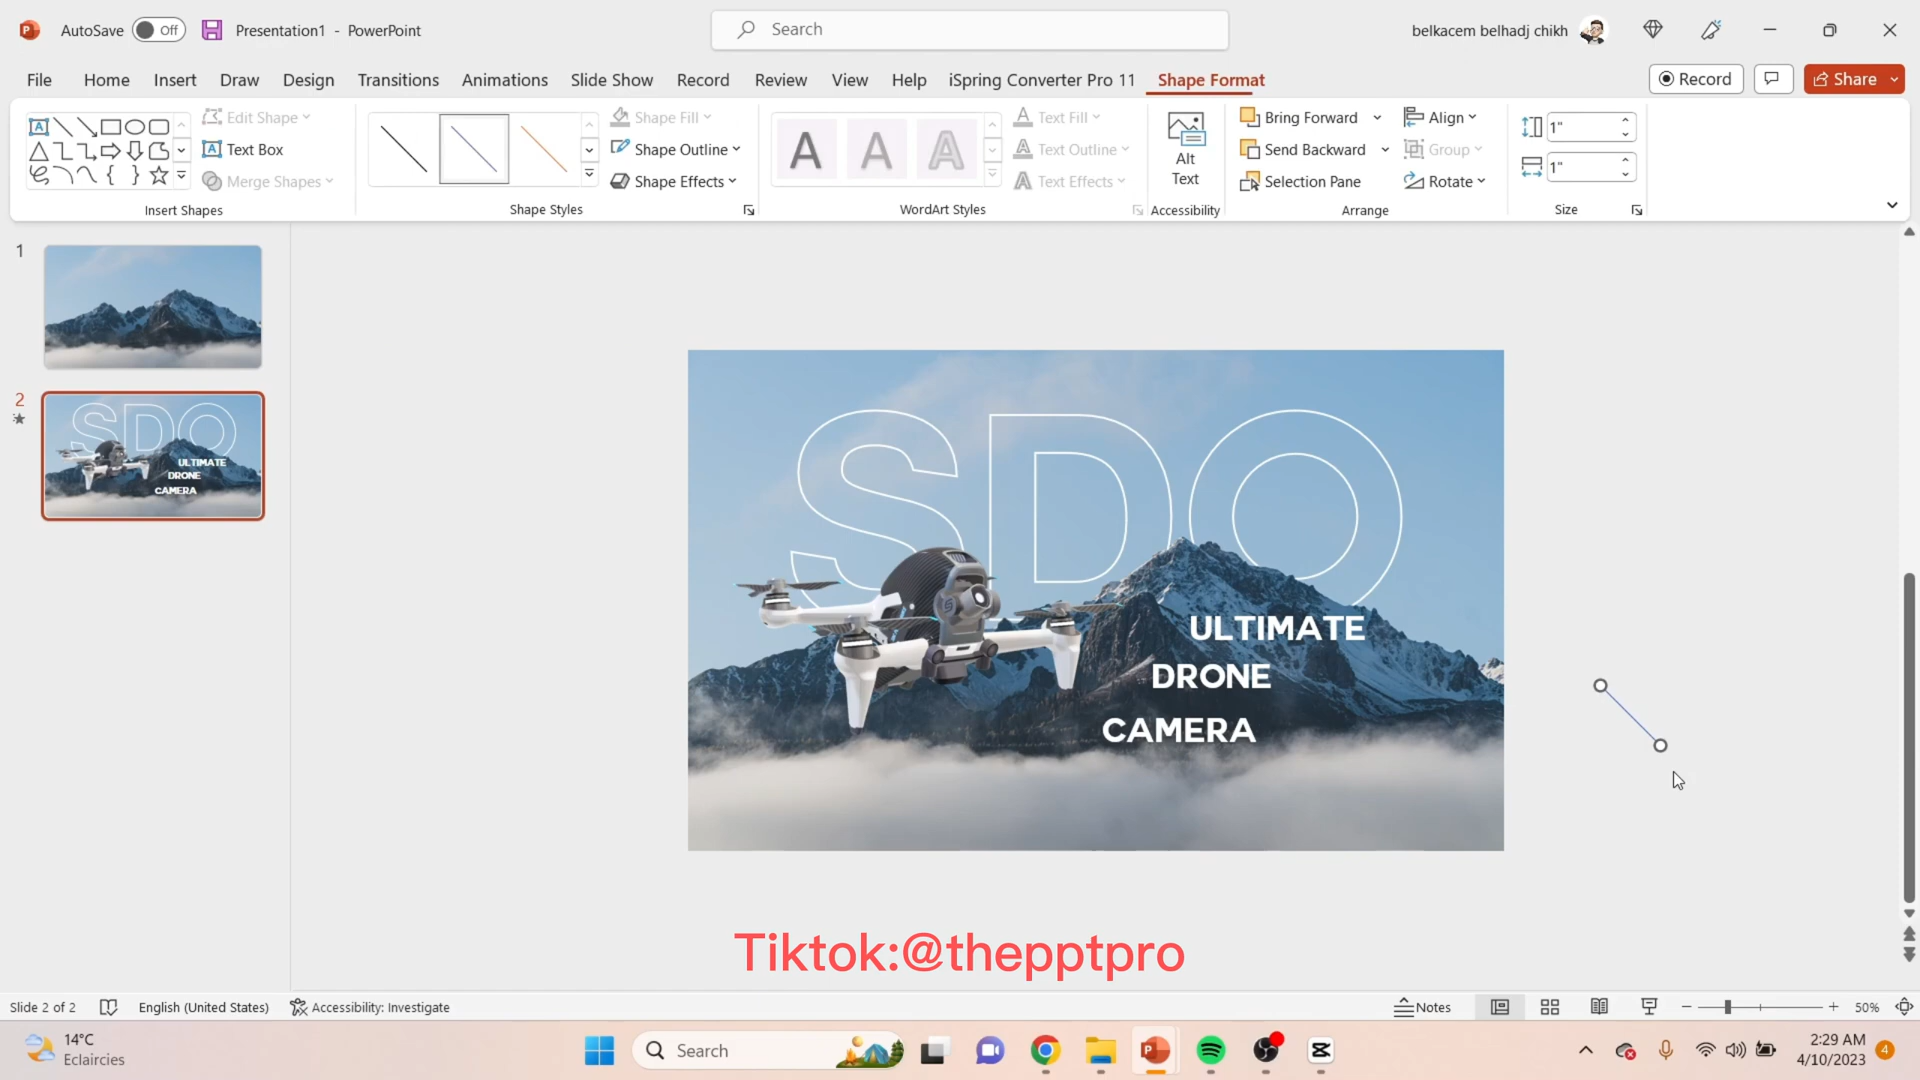 AutoSave
Off
Presentation1 - PowerPoint
Search
belkacem belhadj chikh
File
Home
Insert
Draw
Design
Transitions
Animations
Slide Show
Record
Review
View
Help
iSpring Converter Pro 11
Shape Format
Record
Share
Edit Shape
Text Box
Merge Shapes
Insert Shapes
Shape Fill
Shape Outline
Shape Effects
Shape Styles
A A A
Text Fill
Text Outline
Text Effects
WordArt Styles
Alt
Text
Accessibility
Bring Forward
Send Backward
Selection Pane
Align
Group
Rotate
Arrange
1"
1"
Size
1
2
SDO
ULTIMATE
DRONE
CAMERA
SDO
ULTIMATE
DRONE
CAMERA
Tiktok:@thepptpro
Slide 2 of 2
English (United States)
Accessibility: Investigate
Notes
50%
14°C
Eclaircies
Search
2:29 AM
4/10/2023
4